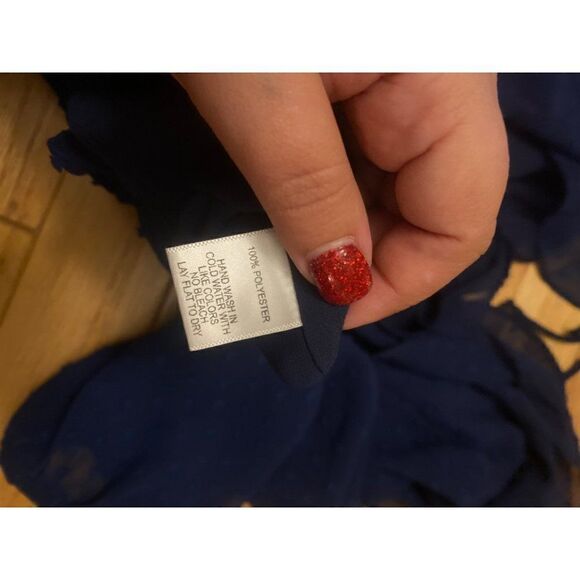 100% POLYESTER
HAND WASH IN
COLD WATER WITH
LIKE COLORS
NO BLEACH
LAY FLAT TO DRY